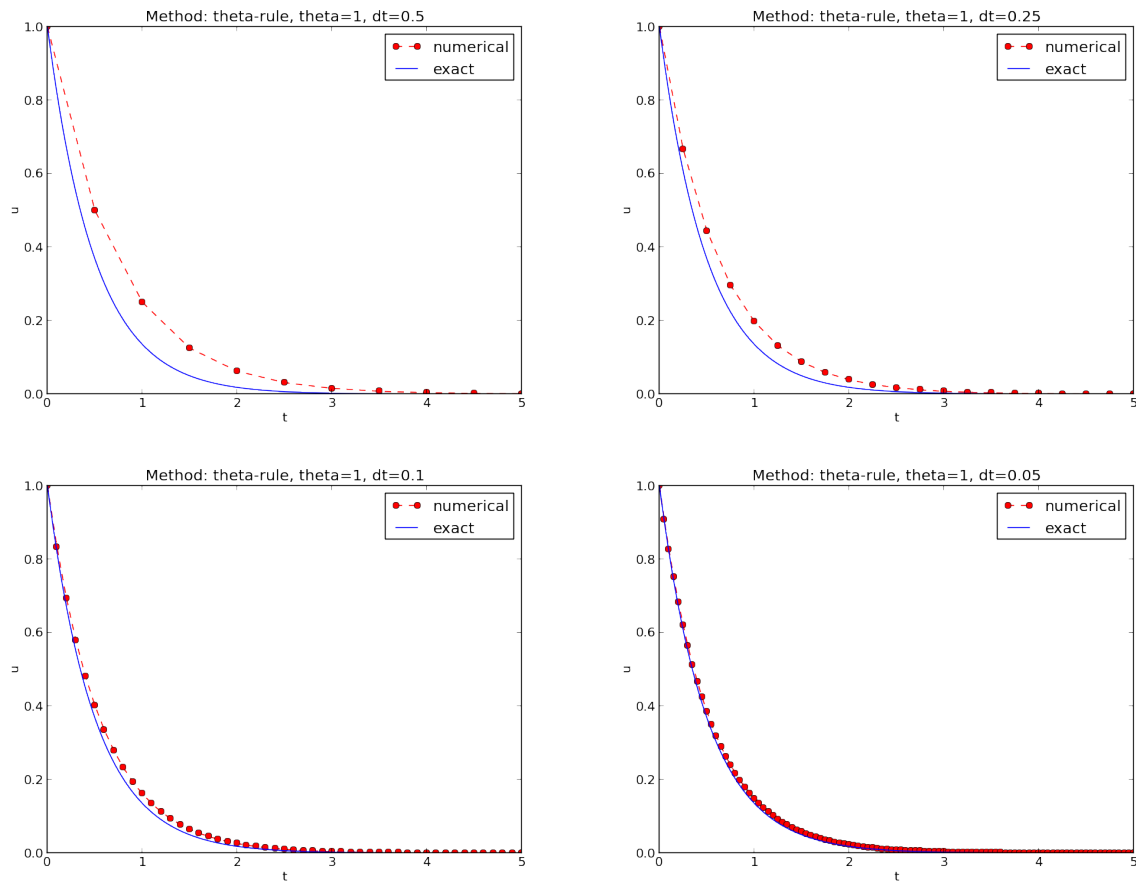 Method: theta-rule, theta=1, dt=0.5
numerical
exact
1.0
0.8
0.6
0.4
0.2
0.0
u
0
1
2
3
4
5
t
Method: theta-rule, theta=1, dt=0.25
numerical
exact
1.0
0.8
0.6
0.4
0.2
0.0
u
0
1
2
3
4
5
t
Method: theta-rule, theta=1, dt=0.1
numerical
exact
1.0
0.8
0.6
0.4
0.2
0.0
u
0
1
2
3
4
5
t
Method: theta-rule, theta=1, dt=0.05
numerical
exact
1.0
0.8
0.6
0.4
0.2
0.0
u
0
1
2
3
4
5
t